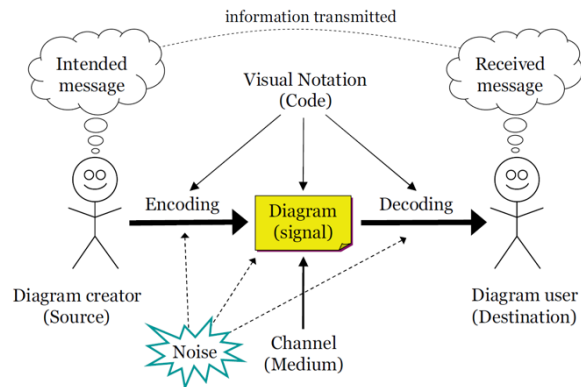 information transmitted
Intended
message
Received
message
Visual Notation
(Code)
Encoding
Diagram
(signal)
Decoding
Diagram creator
(Source)
Noise
Channel
(Medium)
Diagram user
(Destination)